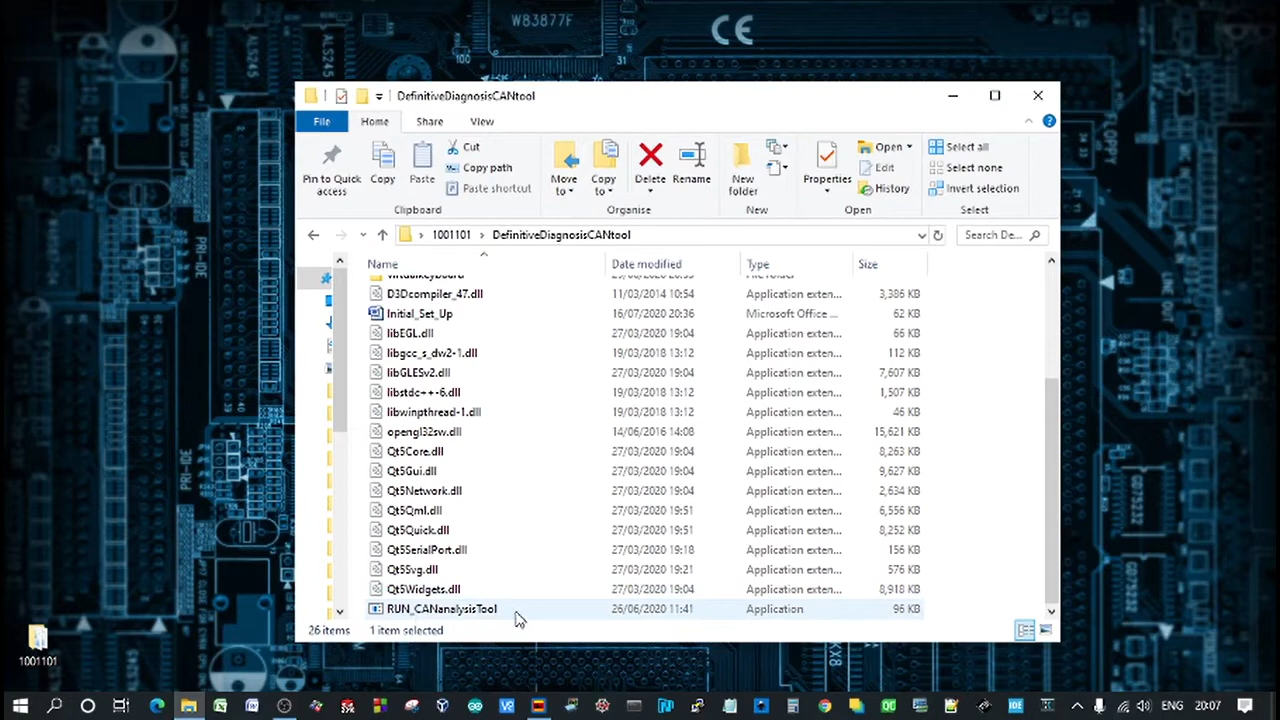 W83877F
CE
ALS245
ALS245
100
31
PRI-IDE
FLOPPY
DefinitiveDiagnosisCANtool
File Home Share View
Pin to Quick access
Copy
Paste
Cut
Copy path
Paste shortcut
Clipboard
Move to
Copy to
Delete
Rename
Organise
New folder
New
Properties
Open
Edit
History
Open
Select all
Select none
Invert selection
Select
1001101 > DefinitiveDiagnosisCANtool
Search De...
Name Date modified Type Size
D3Dcompiler_47.dll 11/03/2014 10:54 Application exten... 3,386 KB
Initial_Set_Up 16/07/2020 20:36 Microsoft Office ... 62 KB
libEGL.dll 27/03/2020 19:04 Application exten... 66 KB
libgcc_s_dw2-1.dll 19/03/2018 13:12 Application exten... 112 KB
libGLESv2.dll 27/03/2020 19:04 Application exten... 7,607 KB
libstdc++-6.dll 19/03/2018 13:12 Application exten... 1,507 KB
libwinpthread-1.dll 19/03/2018 13:12 Application exten... 46 KB
opengl32sw.dll 14/06/2016 14:08 Application exten... 15,621 KB
Qt5Core.dll 27/03/2020 19:04 Application exten... 8,263 KB
Qt5Gui.dll 27/03/2020 19:04 Application exten... 9,627 KB
Qt5Network.dll 27/03/2020 19:04 Application exten... 2,634 KB
Qt5Qml.dll 27/03/2020 19:51 Application exten... 6,556 KB
Qt5Quick.dll 27/03/2020 19:51 Application exten... 8,252 KB
Qt5SerialPort.dll 27/03/2020 19:18 Application exten... 156 KB
Qt5Svg.dll 27/03/2020 19:21 Application exten... 576 KB
Qt5Widgets.dll 27/03/2020 19:04 Application exten... 8,918 KB
RUN_CANanalysisTool 26/06/2020 11:41 Application 96 KB
26 items 1 item selected
PRI-IDE
GD75232
GD75232
1001101
ENG 20:07